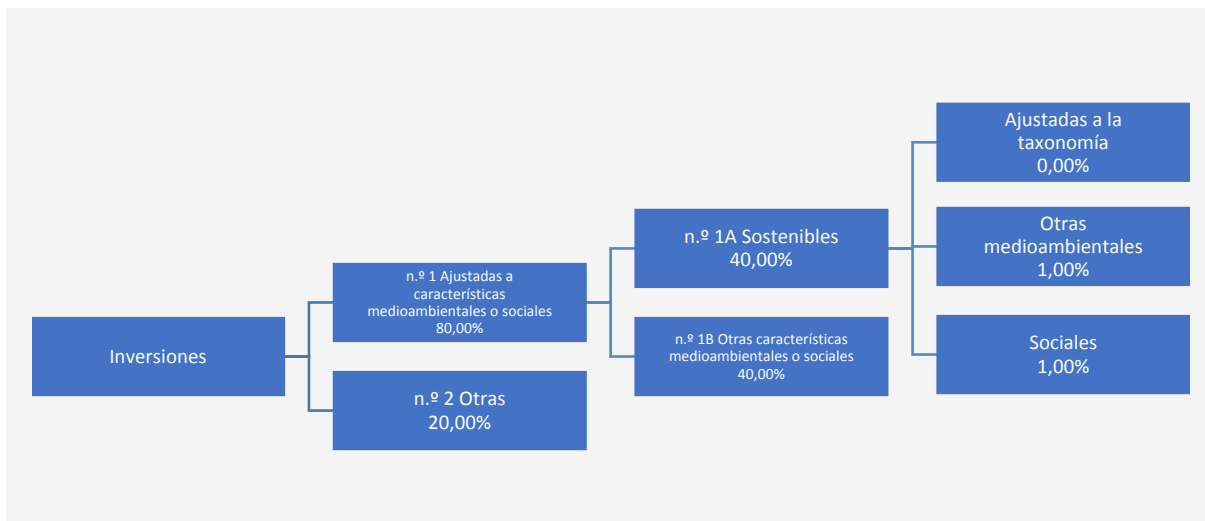 Inversiones
n.º 1 Ajustadas a
características
medioambientales o sociales
80,00%
n.º 2 Otras
20,00%
n.º 1A Sostenibles
40,00%
n.º 1B Otras características
medioambientales o sociales
40,00%
Ajustadas a la
taxonomía
0,00%
Otras
medioambientales
1,00%
Sociales
1,00%